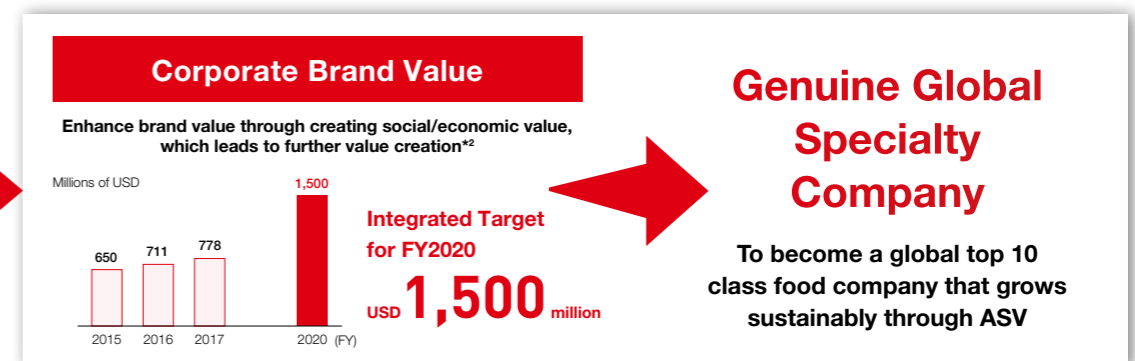 Corporate Brand Value
Enhance brand value through creating social/economic value,
which leads to further value creation*2
Millions of USD
650
711
778
1,500
2015
2016
2017
2020 (FY)
Integrated Target
for FY2020
USD 1,500 million
Genuine Global
Specialty
Company
To become a global top 10
class food company that grows
sustainably through ASV